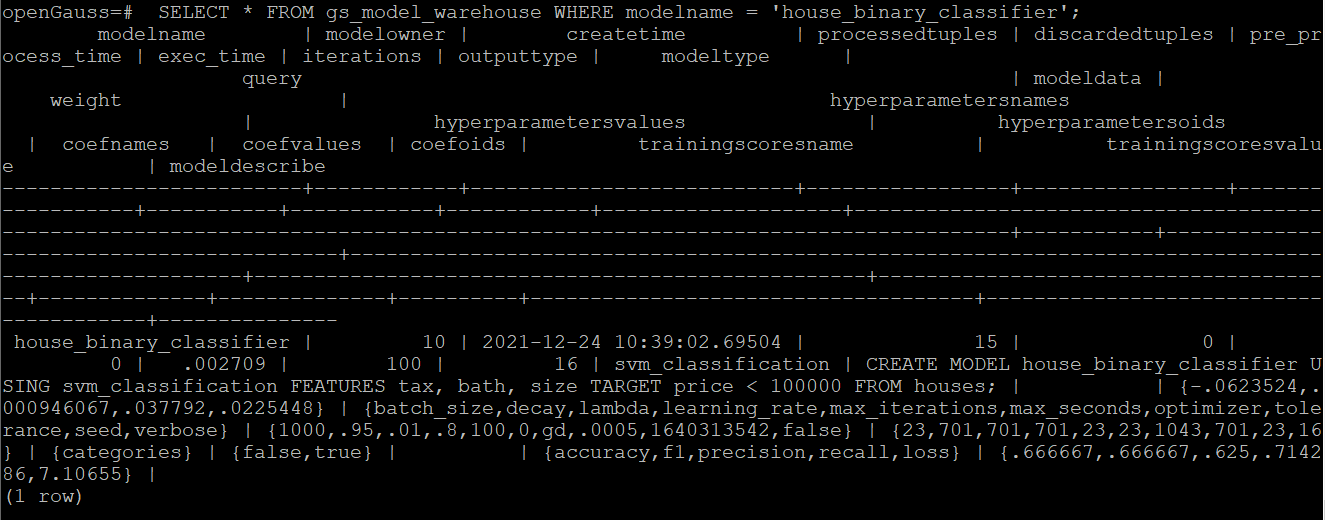 openGauss=#  SELECT * FROM gs_model_warehouse WHERE modelname = 'house_binary_classifier';
        modelname        | modelowner |        createtime         | processedtuples | discardedtuples | pre_pr
ocess_time | exec_time | iterations | outputtype |     modeltype      |
                    query                                                           | modeldata |
    weight                  |                                        hyperparametersnames
                    |               hyperparametersvalues               |          hyperparametersoids
  |  coefnames   |  coefvalues  | coefoids |         trainingscoresname          |          trainingscoresvalu
e            | modeldescribe
-------------------------+------------+---------------------------+-----------------+-----------------+-------
-----------+-----------+------------+------------+--------------------+---------------------------------------
------------------------------------------------------------------------------------+-----------+-------------
----------------------------+---------------------------------------------------------------------------------
--------------------+---------------------------------------------------+-------------------------------------
--+--------------+--------------+----------+-------------------------------------+----------------------------
------------+---------------
 house_binary_classifier |         10 | 2021-12-24 10:39:02.69504 |              15 |               0 |
         0 |   .002709 |        100 |         16 | svm_classification | CREATE MODEL house_binary_classifier U
SING svm_classification FEATURES tax, bath, size TARGET price < 100000 FROM houses; |           | {-.0623524,.
000946067,.037792,.0225448} | {batch_size,decay,lambda,learning_rate,max_iterations,max_seconds,optimizer,tole
rance,seed,verbose} | {1000,.95,.01,.8,100,0,gd,.0005,1640313542,false} | {23,701,701,701,23,23,1043,701,23,16
} | {categories} | {false,true} |          | {accuracy,f1,precision,recall,loss} | {.666667,.666667,.625,.7142
86,7.10655} |
(1 row)